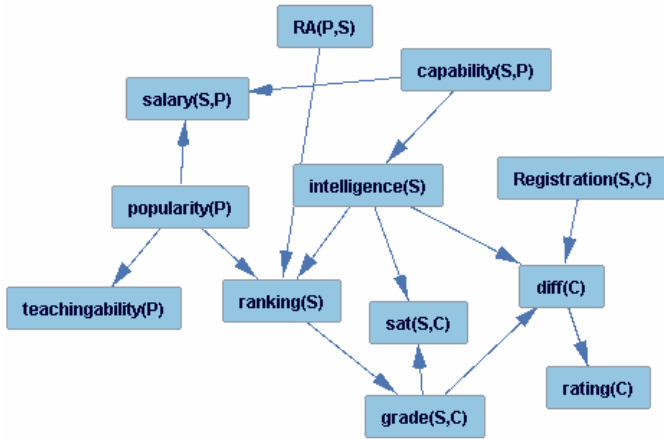 RA(P,S)
capability(S,P)
salary(S,P)
intelligence(S)
Registration(S,C)
popularity(P)
teachingability(P)
ranking(S)
diff(C)
sat(S,C)
rating(C)
grade(S,C)